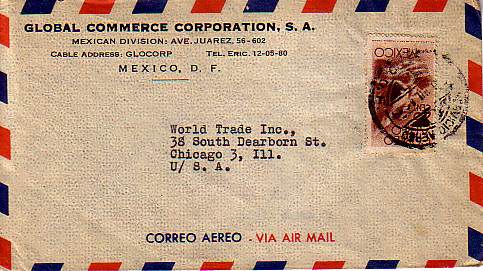 GLOBAL COMMERCE CORPORATION, S. A.
MEXICAN DIVISION: AVE. JUAREZ, 56-602
CABLE ADDRESS: GLOCORP TEL. ERIC. 12-05-80
MEXICO, D. F.
MEXICO
World Trade Inc.,
38 South Dearborn St.
Chicago 3, Ill.
U/ S. A.
CORREO AEREO - VIA AIR MAIL